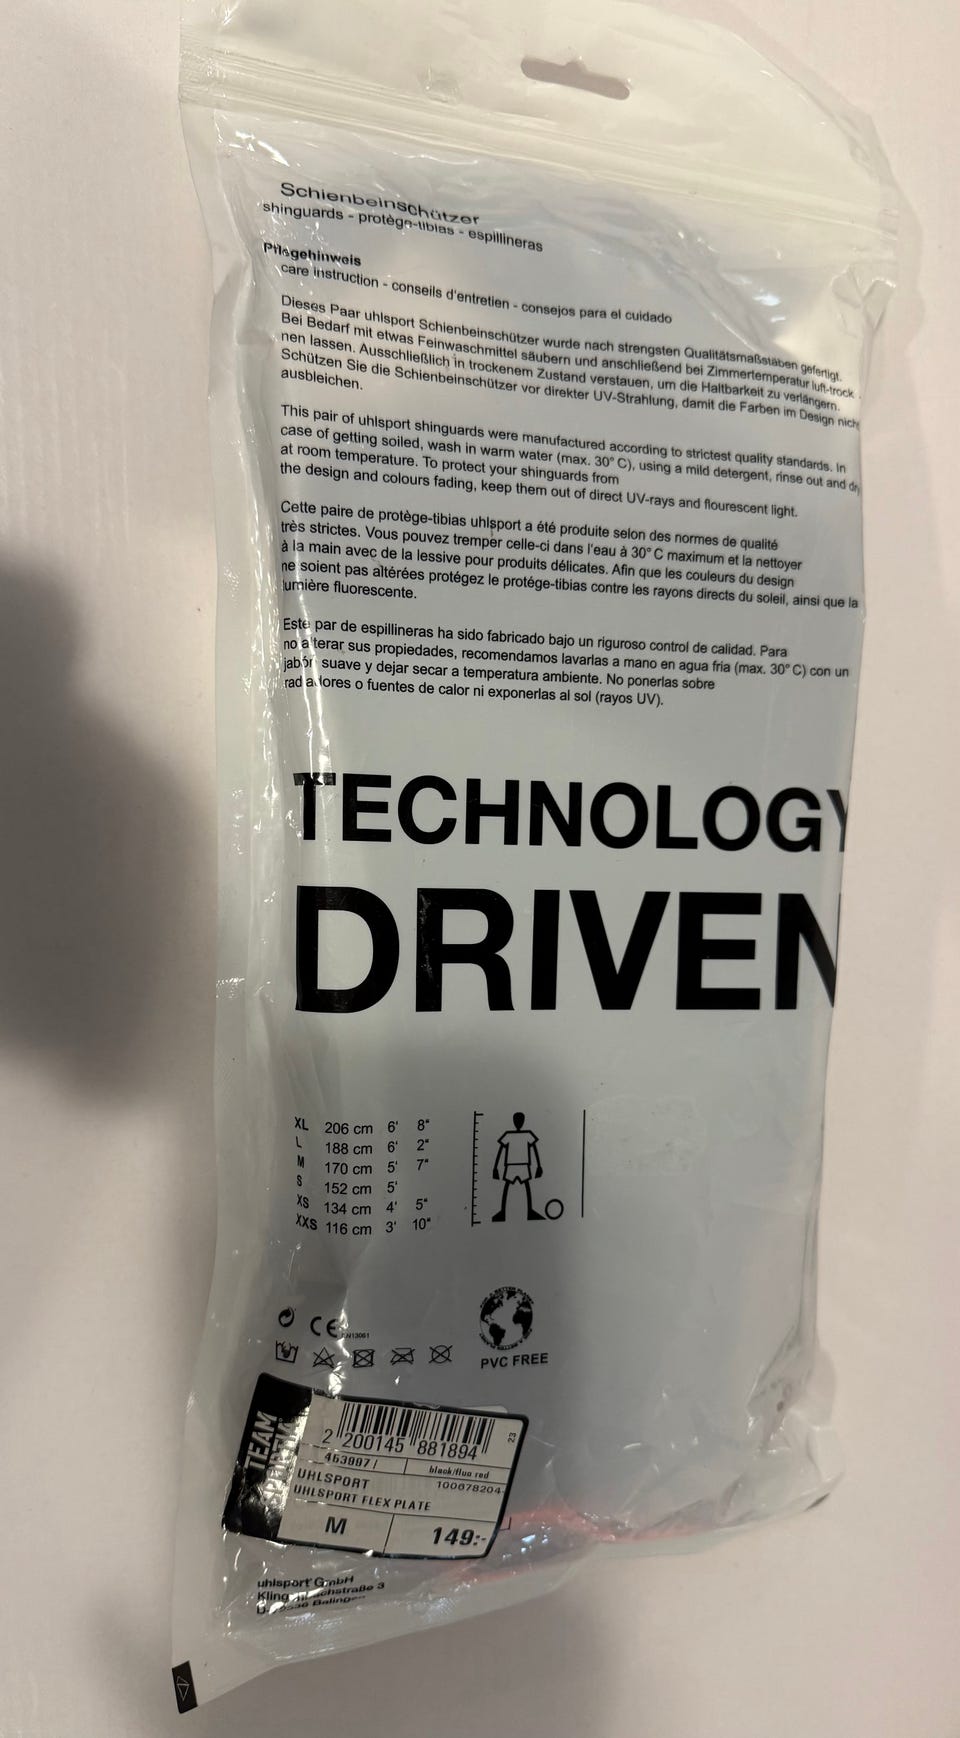 Schienbeinschützer
shinguards - protège-tibias - espillineras
Pflegehinweis
care instruction - conseils d'entretien - consejos para el cuidado
Dieses Paar uhlsport Schienbeinschützer wurde nach strengsten Qualitätsmaßstäben gefertigt.
Bei Bedarf mit etwas Feinwaschmittel säubern und anschließend bei Zimmertemperatur luft-trock
nen lassen. Ausschließlich in trockenem Zustand verstauen, um die Haltbarkeit zu verlängern.
Schützen Sie die Schienbeinschützer vor direkter UV-Strahlung, damit die Farben im Design nicht
ausbleichen.
This pair of uhlsport shinguards were manufactured according to strictest quality standards. In
case of getting soiled, wash in warm water (max. 30° C), using a mild detergent, rinse out and dry
at room temperature. To protect your shinguards from
the design and colours fading, keep them out of direct UV-rays and flourescent light.
Cette paire de protège-tibias uhlsport a été produite selon des normes de qualité
très strictes. Vous pouvez tremper celle-ci dans l'eau à 30° C maximum et la nettoyer
à la main avec de la lessive pour produits délicates. Afin que les couleurs du design
ne soient pas altérées protégez le protége-tibias contre les rayons directs du soleil, ainsi que la
lumière fluorescente.
Este par de espillineras ha sido fabricado bajo un riguroso control de calidad. Para
no alterar sus propiedades, recomendamos lavarlas a mano en agua fria (max. 30° C) con un
jabón suave y dejar secar a temperatura ambiente. No ponerlas sobre
radiadores o fuentes de calor ni exponerlas al sol (rayos UV).
TECHNOLOGY
DRIVEN
XL 206 cm 6' 8"
L 188 cm 6' 2"
M 170 cm 5' 7"
S 152 cm 5'
XS 134 cm 4' 5"
XXS 116 cm 3' 10"
CE EN13061
PVC FREE
TEAM
SPORTIA
2 200145 881894
23
463997 / black/fluo red
UHLSPORT 100678204
UHLSPORT FLEX PLATE
M 149:-
uhlsport GmbH
3
Balingen